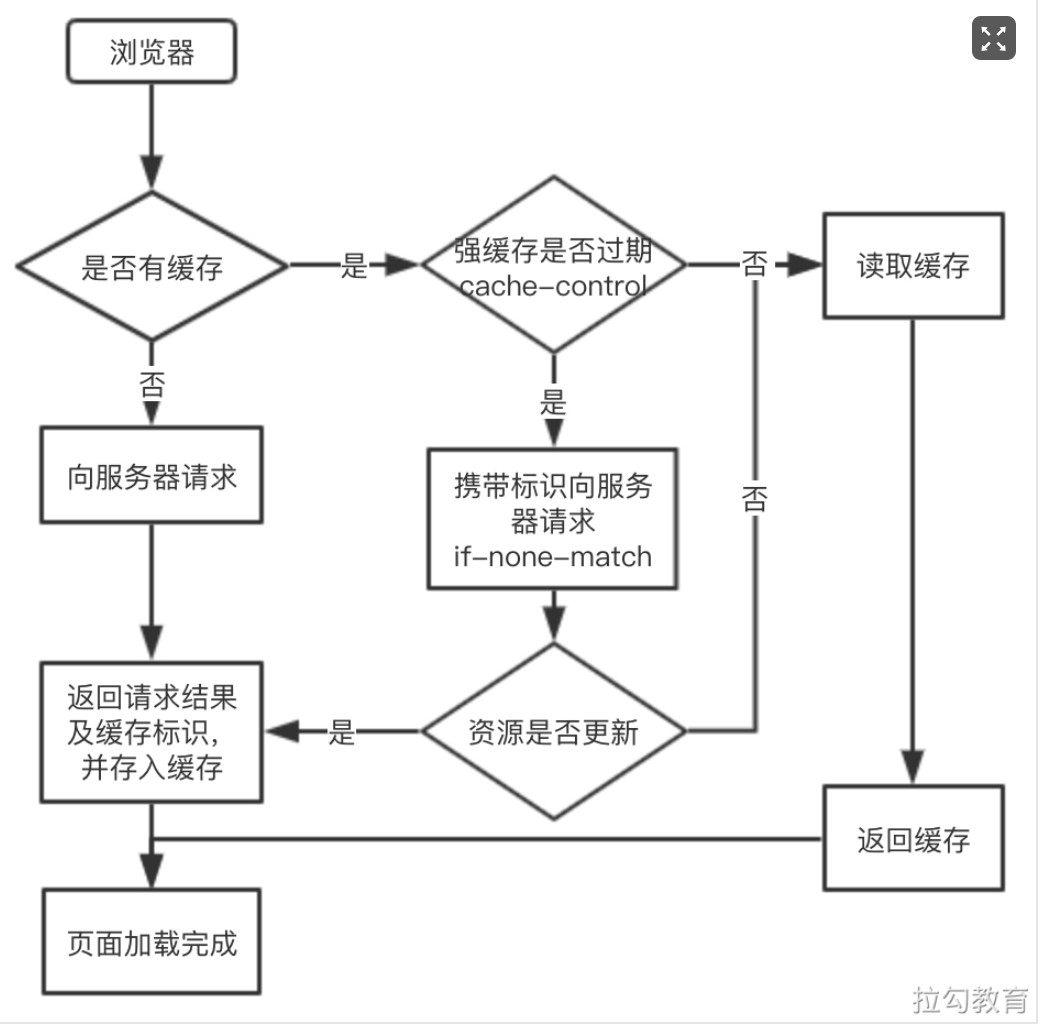 浏览器
是否有缓存
是
强缓存是否过期
cache-control
否
读取缓存
否
是
向服务器请求
携带标识向服务
器请求
if-none-match
否
返回请求结果
及缓存标识，
并存入缓存
是
资源是否更新
返回缓存
页面加载完成
拉勾教育